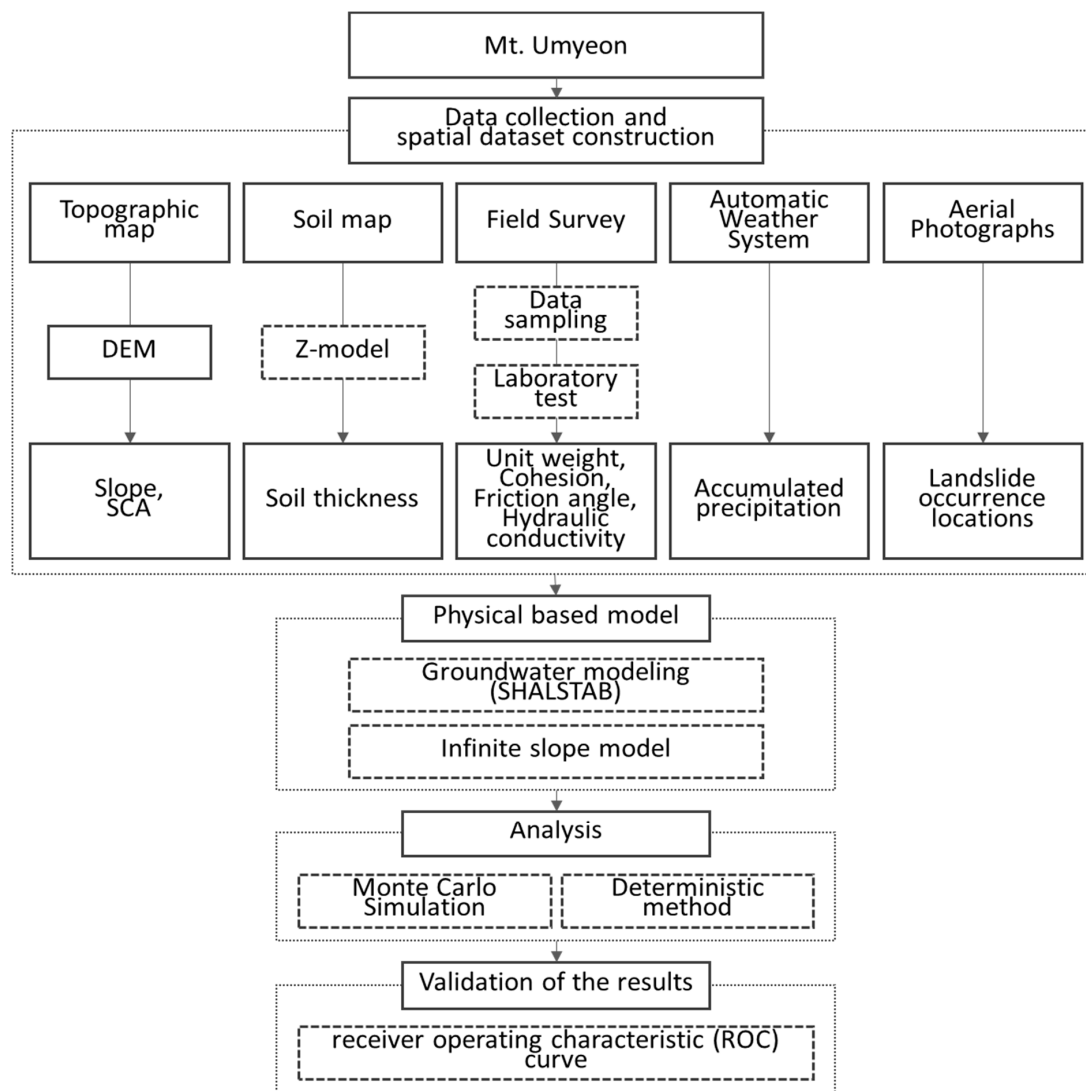 Mt. Umyeon
Data collection and
spatial dataset construction
Topographic
map
Soil map
Field Survey
Automatic
Weather
System
Aerial
Photographs
Data
sampling
DEM
Z-model
Laboratory
test
Slope,
SCA
Soil thickness
Unit weight,
Cohesion,
Friction angle,
Hydraulic
conductivity
Accumulated
precipitation
Landslide
occurrence
locations
Physical based model
Groundwater modeling
(SHALSTAB)
Infinite slope model
Analysis
Monte Carlo
Simulation
Deterministic
method
Validation of the results
receiver operating characteristic (ROC)
curve